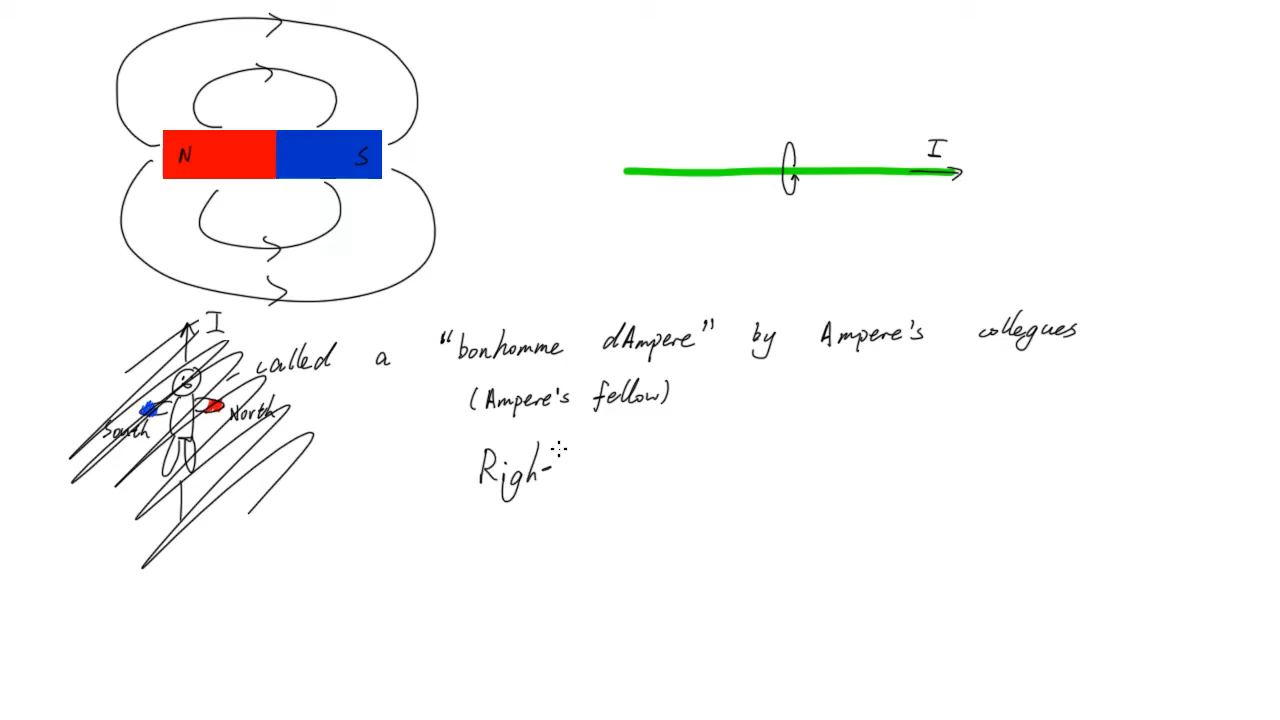 N S
I
I
called a "bonhomme dAmpere" by Ampere's collegues
(Ampere's fellow)
South North
Righ-